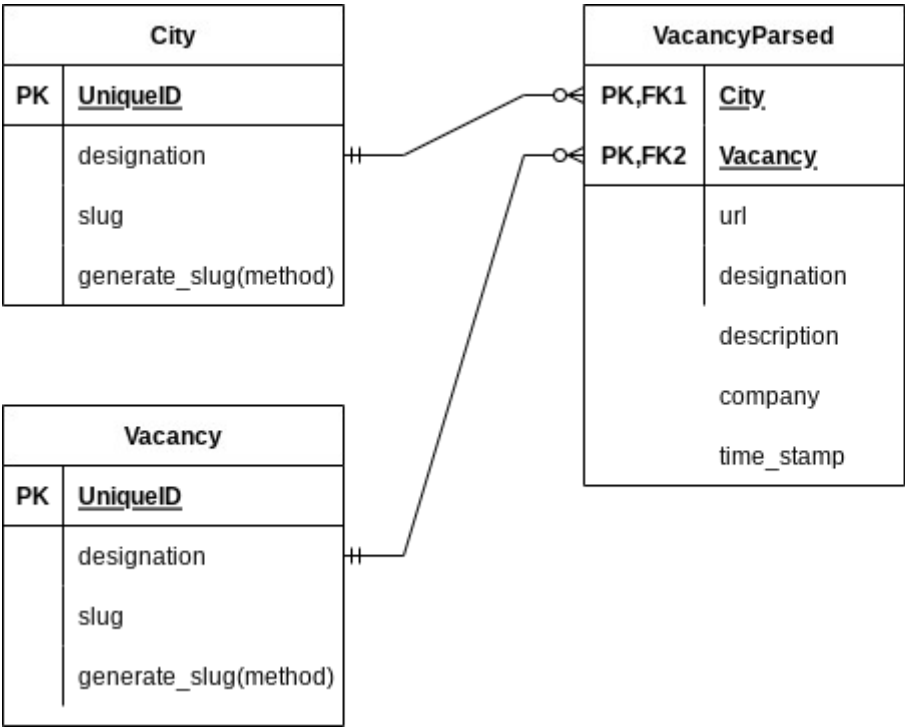 City
PK UniqueID
designation
slug
generate_slug(method)
VacancyParsed
PK,FK1 City
PK,FK2 Vacancy
url
designation
description
company
time_stamp
Vacancy
PK UniqueID
designation
slug
generate_slug(method)